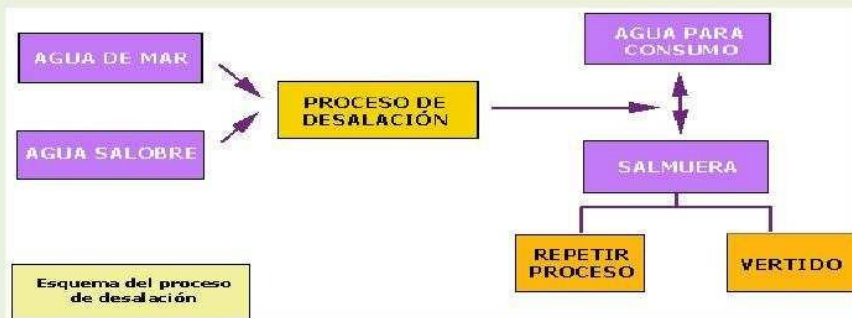 AGUA DE MAR
AGUA SALOBRE
PROCESO DE
DESALACIÓN
AGUA PARA
CONSUMO
SALMUERA
REPETIR
PROCESO
VERTIDO
Esquema del proceso
de desalación